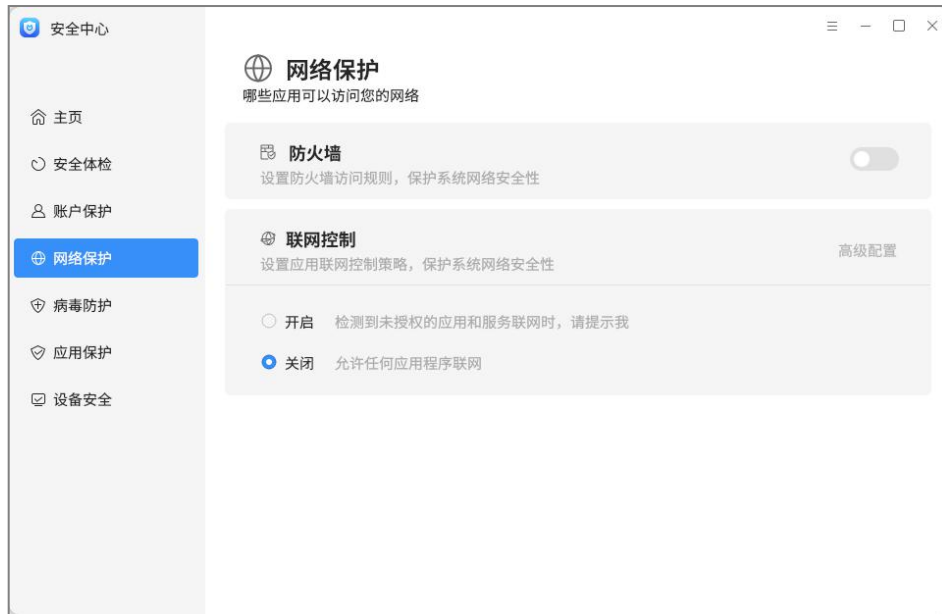 安全中心
主页
安全体检
账户保护
网络保护
病毒防护
应用保护
设备安全
网络保护
哪些应用可以访问您的网络
防火墙
设置防火墙访问规则，保护系统网络安全性
联网控制
设置应用联网控制策略，保护系统网络安全性
高级配置
开启 检测到未授权的应用和服务联网时，请提示我
关闭 允许任何应用程序联网